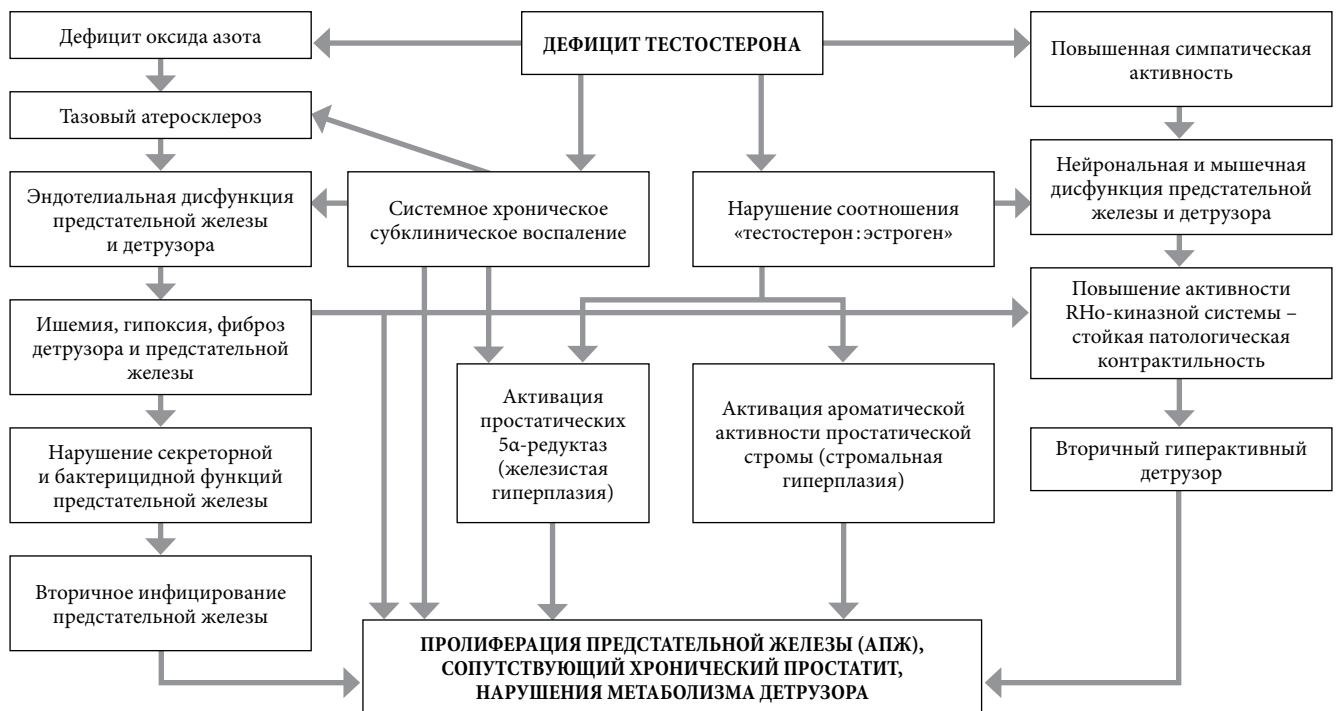 Дефицит оксида азота
ДЕФИЦИТ ТЕСТОСТЕРОНА
Повышенная симпатическая
активность
Тазовый атеросклероз
Эндотелиальная дисфункция
предстательной железы
и детрузора
Системное хроническое
субклиническое воспаление
Нарушение соотношения
«тестостерон : эстроген»
Нейрональная и мышечная
дисфункция предстательной
железы и детрузора
Ишемия, гипоксия, фиброз
детрузора и предстательной
железы
Повышение активности
RHо-киназной системы –
стойкая патологическая
контрактильность
Активация
простатических
5α-редуктаз
(железистая
гиперплазия)
Активация ароматической
активности простатической
стромы (стромальная
гиперплазия)
Нарушение секреторной
и бактерицидной функций
предстательной железы
Вторичный гиперактивный
детрузор
Вторичное инфицирование
предстательной железы
ПРОЛИФЕРАЦИЯ ПРЕДСТАТЕЛЬНОЙ ЖЕЛЕЗЫ (АПЖ),
СОПУТСТВУЮЩИЙ ХРОНИЧЕСКИЙ ПРОСТАТИТ,
НАРУШЕНИЯ МЕТАБОЛИЗМА ДЕТРУЗОРА